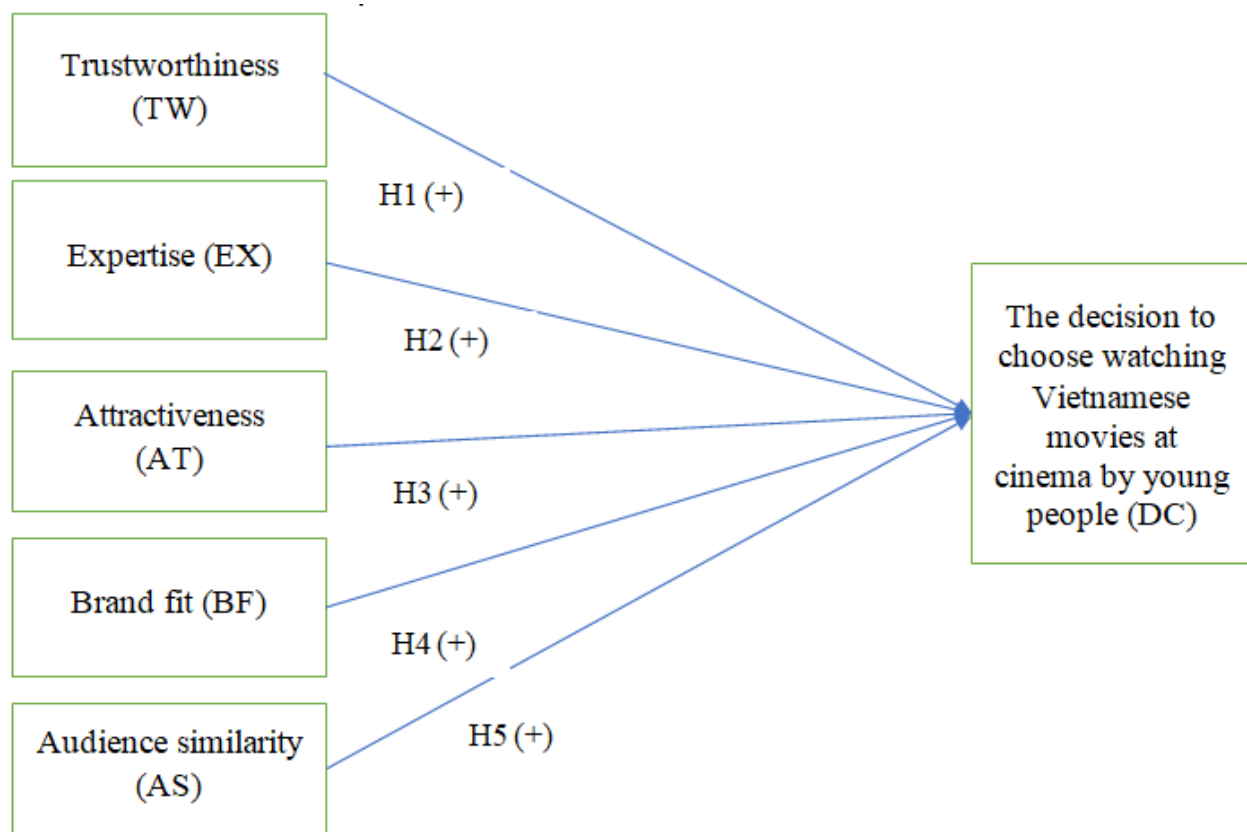 Trustworthiness
(TW)
H1 (+)
Expertise (EX)
H2 (+)
Attractiveness
(AT)
H3 (+)
Brand fit (BF)
H4 (+)
Audience similarity
(AS)
H5 (+)
The decision to
choose watching
Vietnamese
movies at
cinema by young
people (DC)